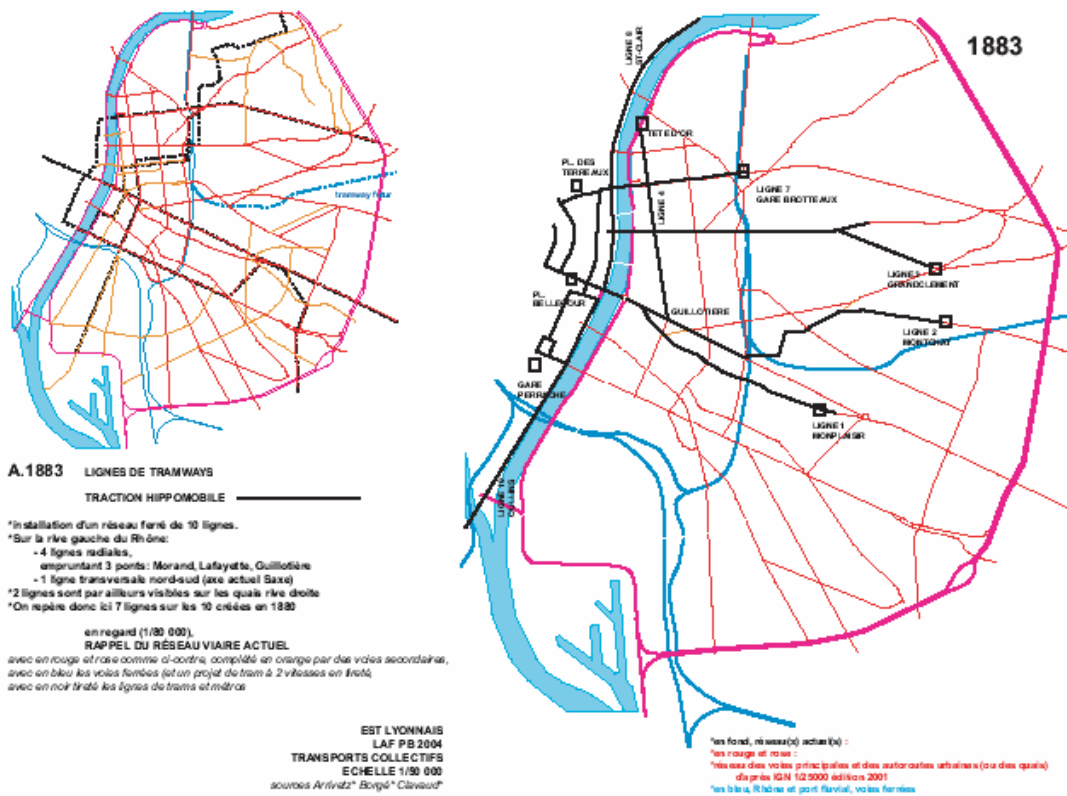 tramway futur
1883
LIGNE 5
ST-CLAIR
TETE D'OR
PL. DES
TERREAUX
LIGNE 4
LIGNE 7
GARE BROTTEAUX
LIGNE 3
GRANDCLEMENT
PL.
BELLECOUR
GUILLOTIERE
LIGNE 2
MONTCHAT
GARE
PERRACHE
LIGNE 1
MONPLAISIR
OULLINS
A.1883 LIGNES DE TRAMWAYS
TRACTION HIPPOMOBILE
*installation d'un réseau ferré de 10 lignes.
*Sur la rive gauche du Rhône:
- 4 lignes radiales,
empruntant 3 ponts: Morand, Lafayette, Guillotière
- 1 ligne transversale nord-sud (axe actuel Saxe)
*2 lignes sont par ailleurs visibles sur les quais rive droite
*On repère donc ici 7 lignes sur les 10 créées en 1880
en regard (1/80 000),
RAPPEL DU RÉSEAU VIAIRE ACTUEL
avec en rouge et rose comme ci-contre, complété en orange par des voies secondaires,
avec en bleu les voies ferrées (et un projet de tram à 2 vitesses en tireté,
avec en noir tireté les lignes de trams et métros
EST LYONNAIS
LAF PB 2004
TRANSPORTS COLLECTIFS
ECHELLE 1/50 000
sources Arrivetz* Borgé* Clavaud*
*en fond, réseau(x) actuel(s) :
*en rouge et rose :
*réseau des voies principales et des autoroutes urbaines (ou des quais)
d'après IGN 1/25000 édition 2001
*en bleu, Rhône et port fluvial, voies ferrées